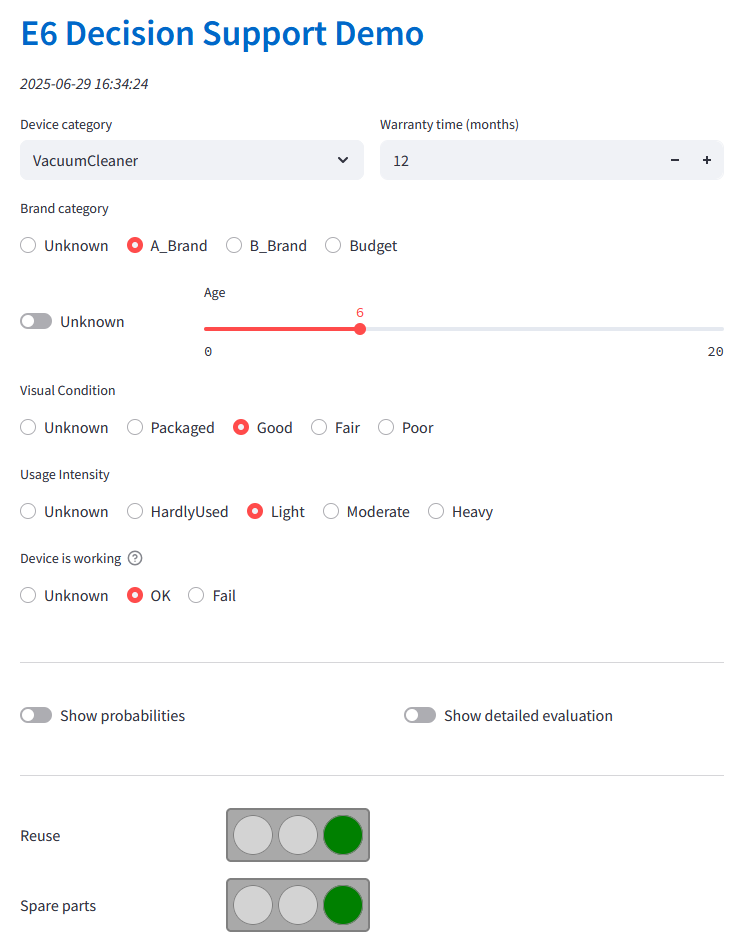 E6 Decision Support Demo
2025-06-29 16:34:24
Device category
Warranty time (months)
VacuumCleaner
12
Brand category
Unknown A_Brand B_Brand Budget
Age
Unknown
6
0 20
Visual Condition
Unknown Packaged Good Fair Poor
Usage Intensity
Unknown HardlyUsed Light Moderate Heavy
Device is working
Unknown OK Fail
Show probabilities Show detailed evaluation
Reuse
Spare parts